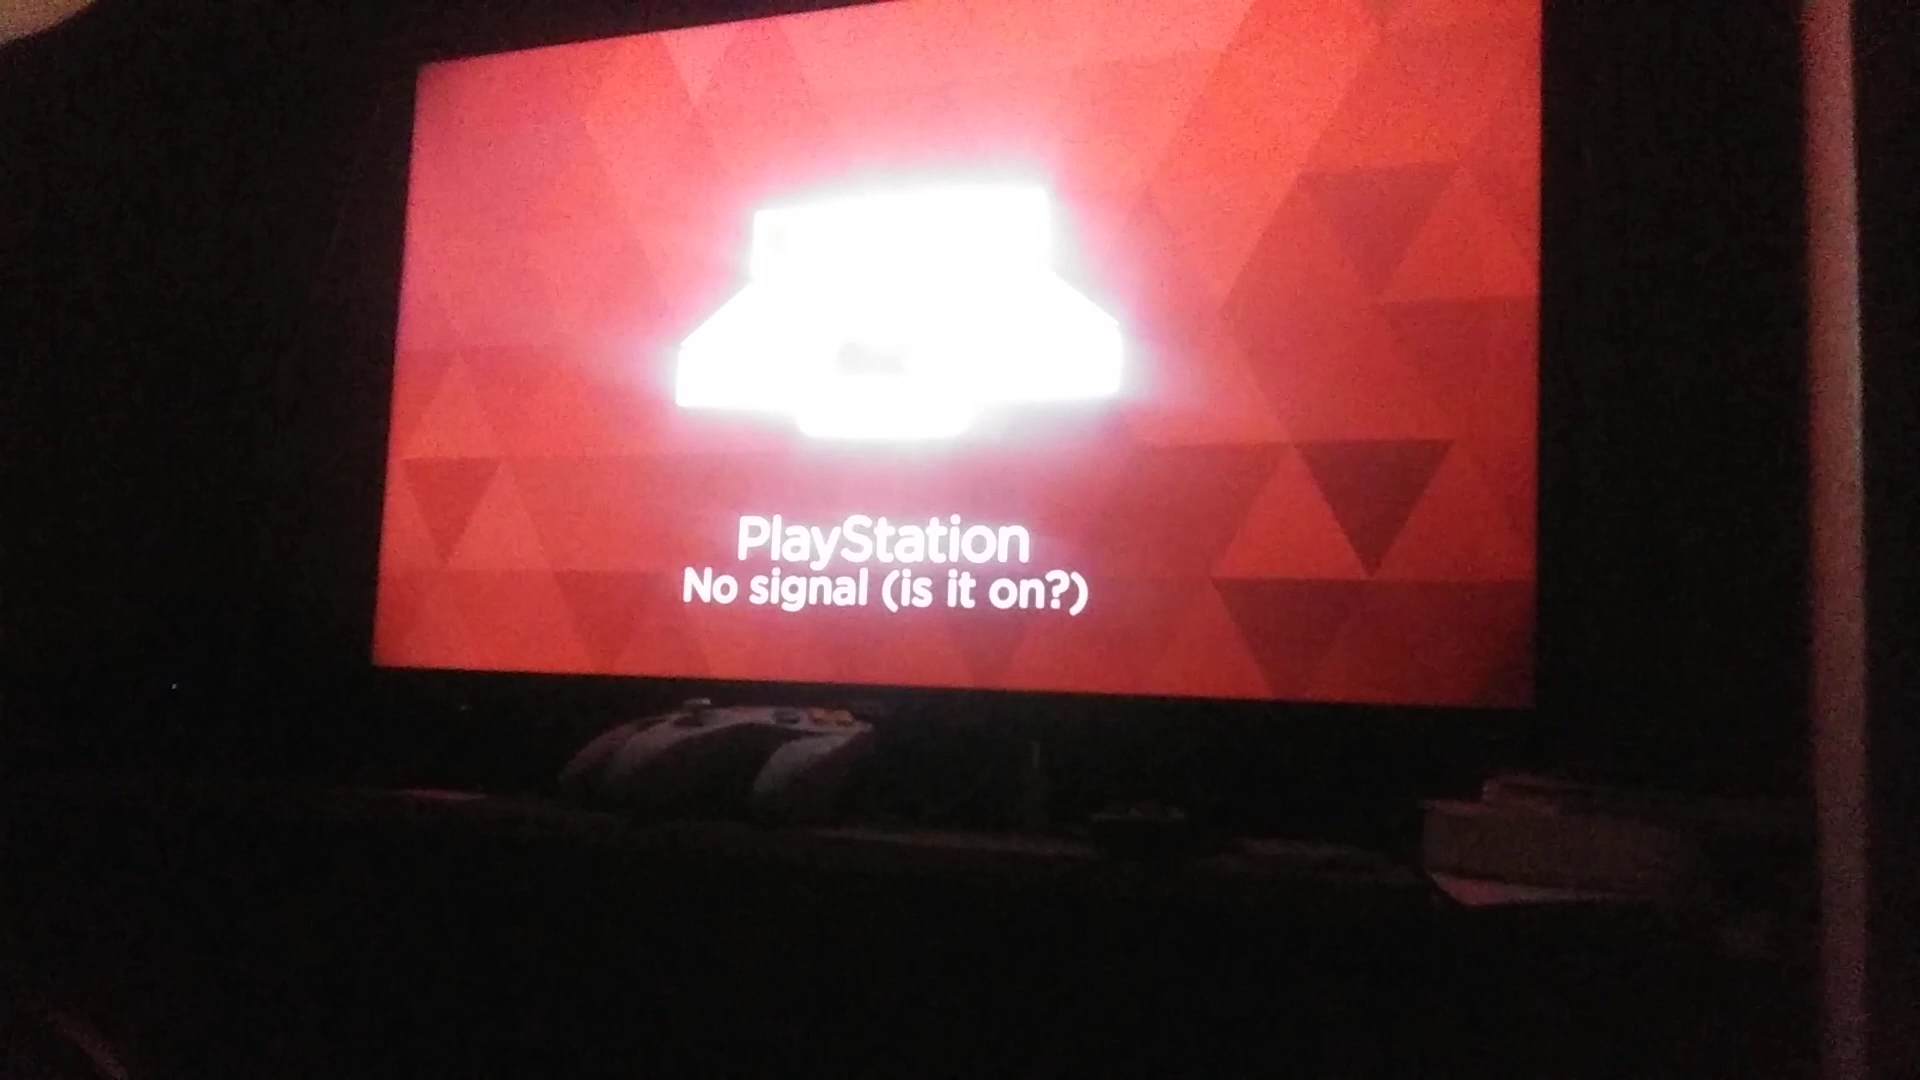 PlayStation
No signal (is it on?)